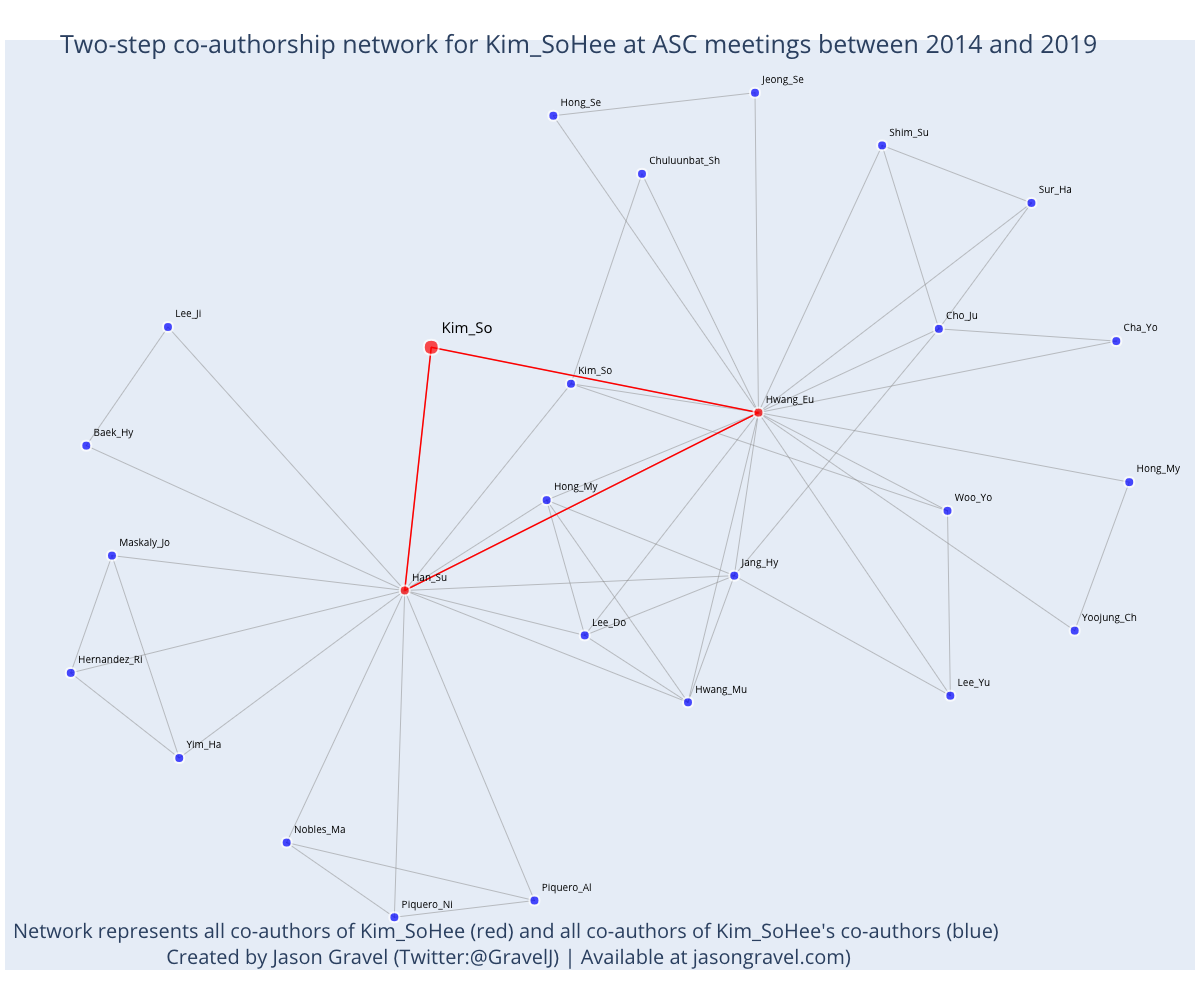 Two-step co-authorship network for Kim_SoHee at ASC meetings between 2014 and 2019
Jeong_Se
Hong_Se
Shim_Su
Chuluunbat_Sh
Sur_Ha
Lee_Ji
Cho_Ju
Kim_So
Cha_Yo
Kim_So
Hwang_Eu
Baek_Hy
Hong_My
Hong_My
Woo_Yo
Maskaly_Jo
Jang_Hy
Han_Su
Yoojung_Ch
Lee_Do
Hernandez_Ri
Lee_Yu
Hwang_Mu
Yim_Ha
Nobles_Ma
Piquero_Al
Piquero_Ni
Network represents all co-authors of Kim_SoHee (red) and all co-authors of Kim_SoHee's co-authors (blue)
Created by Jason Gravel (Twitter:@GravelJ) | Available at jasongravel.com)